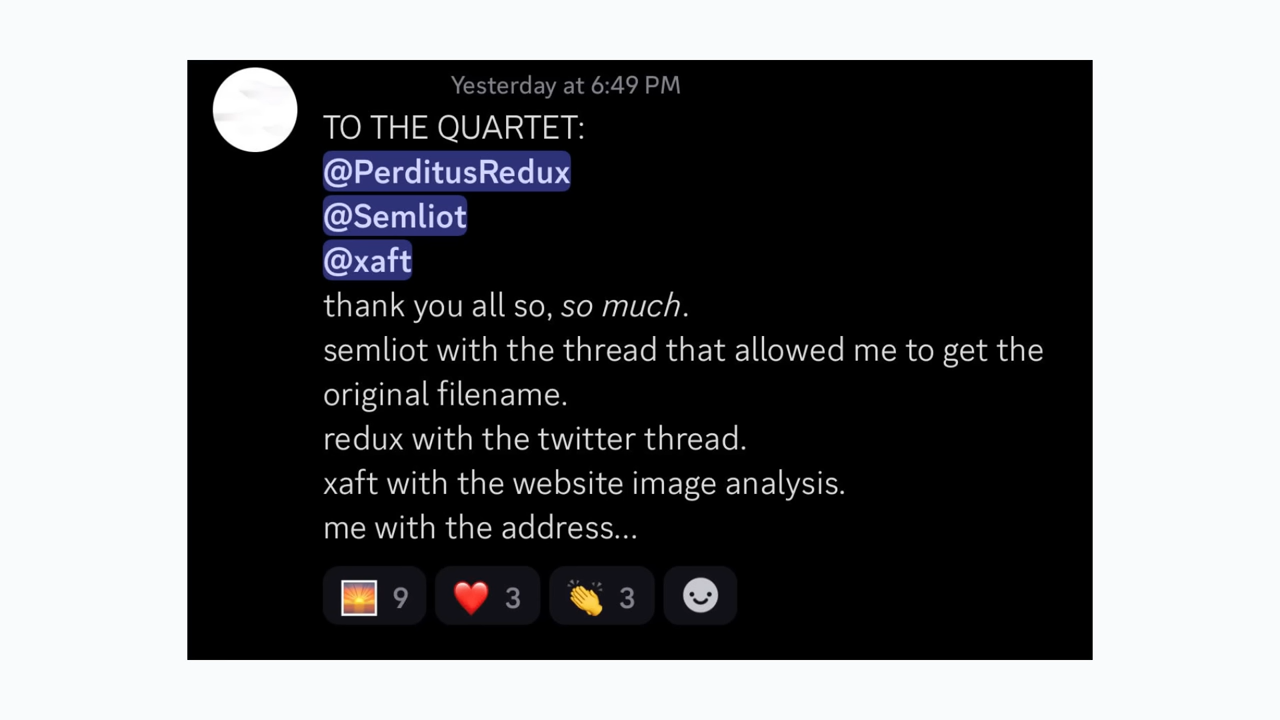 Yesterday at 6:49 PM
TO THE QUARTET:
@PerditusRedux
@Semliot
@xaft
thank you all so, so much.
semliot with the thread that allowed me to get the
original filename.
redux with the twitter thread.
xaft with the website image analysis.
me with the address...
9 3 3